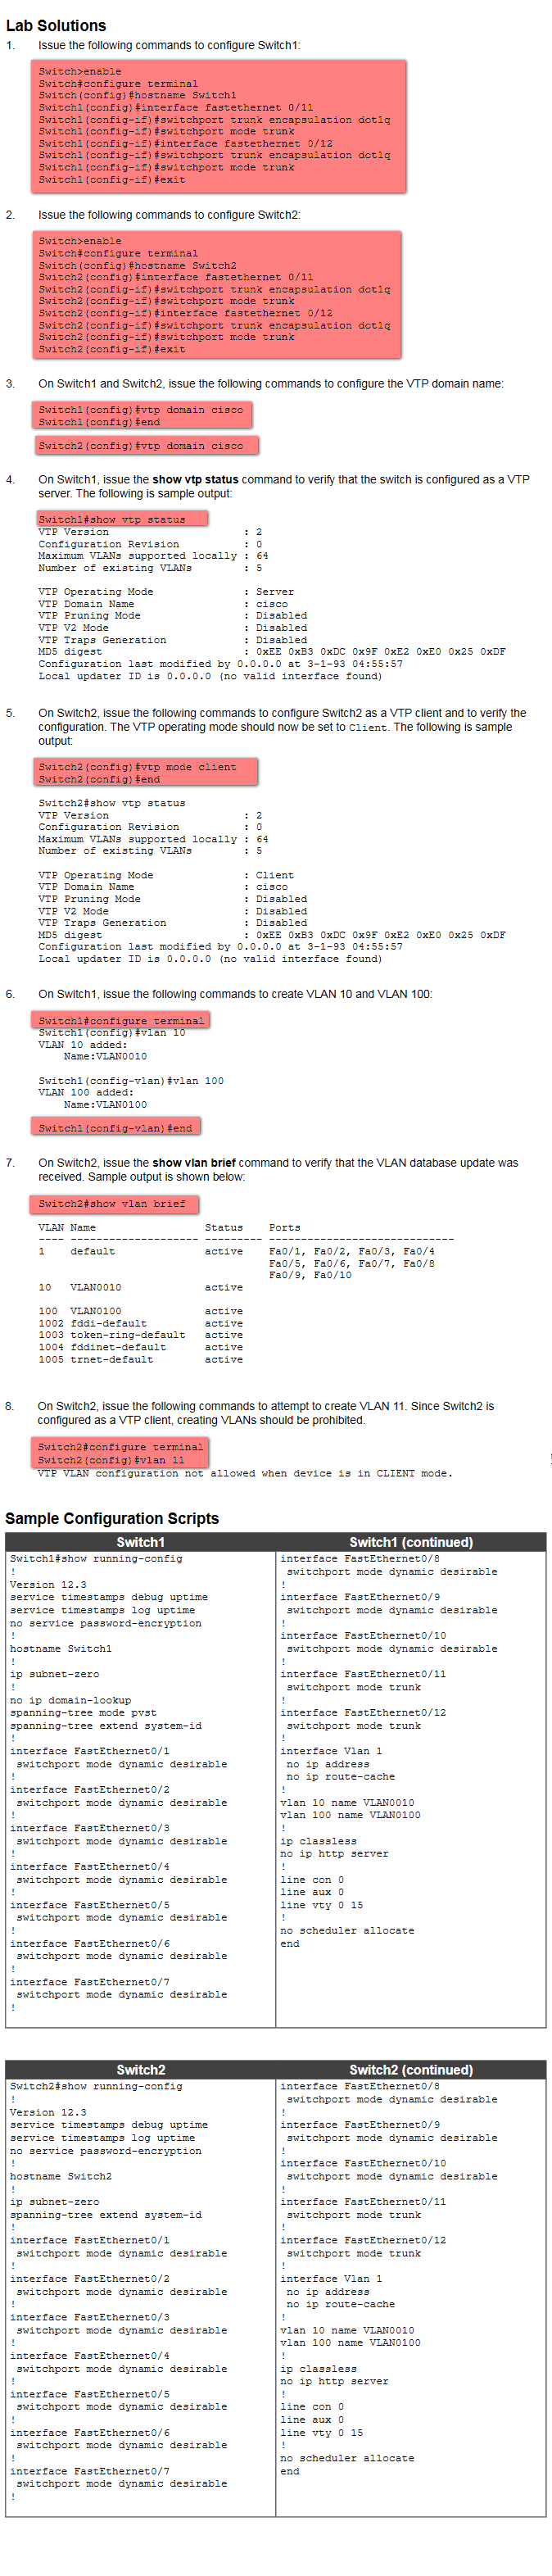 Lab Solutions
1. Issue the following commands to configure Switch1:
Switch>enable
Switch#configure terminal
Switch(config)#hostname Switch1
Switch1(config)#interface fastethernet 0/11
Switch1(config-if)#switchport trunk encapsulation dot1q
Switch1(config-if)#switchport mode trunk
Switch1(config-if)#interface fastethernet 0/12
Switch1(config-if)#switchport trunk encapsulation dot1q
Switch1(config-if)#switchport mode trunk
Switch1(config-if)#exit
2. Issue the following commands to configure Switch2:
Switch>enable
Switch#configure terminal
Switch(config)#hostname Switch2
Switch2(config)#interface fastethernet 0/11
Switch2(config-if)#switchport trunk encapsulation dot1q
Switch2(config-if)#switchport mode trunk
Switch2(config-if)#interface fastethernet 0/12
Switch2(config-if)#switchport trunk encapsulation dot1q
Switch2(config-if)#switchport mode trunk
Switch2(config-if)#exit
3. On Switch1 and Switch2, issue the following commands to configure the VTP domain name:
Switch1(config)#vtp domain cisco
Switch1(config)#end
Switch2(config)#vtp domain cisco
4. On Switch1, issue the show vtp status command to verify that the switch is configured as a VTP
server. The following is sample output:
Switch1#show vtp status
VTP Version : 2
Configuration Revision : 0
Maximum VLANs supported locally : 64
Number of existing VLANs : 5
VTP Operating Mode : Server
VTP Domain Name : cisco
VTP Pruning Mode : Disabled
VTP V2 Mode : Disabled
VTP Traps Generation : Disabled
MD5 digest : 0xEE 0xB3 0xDC 0x9F 0xE2 0xE0 0x25 0xDF
Configuration last modified by 0.0.0.0 at 3-1-93 04:55:57
Local updater ID is 0.0.0.0 (no valid interface found)
5. On Switch2, issue the following commands to configure Switch2 as a VTP client and to verify the
configuration. The VTP operating mode should now be set to Client. The following is sample
output:
Switch2(config)#vtp mode client
Switch2(config)#end
Switch2#show vtp status
VTP Version : 2
Configuration Revision : 0
Maximum VLANs supported locally : 64
Number of existing VLANs : 5
VTP Operating Mode : Client
VTP Domain Name : cisco
VTP Pruning Mode : Disabled
VTP V2 Mode : Disabled
VTP Traps Generation : Disabled
MD5 digest : 0xEE 0xB3 0xDC 0x9F 0xE2 0xE0 0x25 0xDF
Configuration last modified by 0.0.0.0 at 3-1-93 04:55:57
Local updater ID is 0.0.0.0 (no valid interface found)
6. On Switch1, issue the following commands to create VLAN 10 and VLAN 100:
Switch1#configure terminal
Switch1(config)#vlan 10
VLAN 10 added:
Name:VLAN0010
Switch1(config-vlan)#vlan 100
VLAN 100 added:
Name:VLAN0100
Switch1(config-vlan)#end
7. On Switch2, issue the show vlan brief command to verify that the VLAN database update was
received. Sample output is shown below:
Switch2#show vlan brief
VLAN Name Status Ports
---- -------------------- --------- -----------------------------
1 default active Fa0/1, Fa0/2, Fa0/3, Fa0/4
Fa0/5, Fa0/6, Fa0/7, Fa0/8
Fa0/9, Fa0/10
10 VLAN0010 active
100 VLAN0100 active
1002 fddi-default active
1003 token-ring-default active
1004 fddinet-default active
1005 trnet-default active
8. On Switch2, issue the following commands to attempt to create VLAN 11. Since Switch2 is
configured as a VTP client, creating VLANs should be prohibited.
Switch2#configure terminal
Switch2(config)#vlan 11
VTP VLAN configuration not allowed when device is in CLIENT mode.
Sample Configuration Scripts
Switch1
Switch1#show running-config
!
Version 12.3
service timestamps debug uptime
service timestamps log uptime
no service password-encryption
!
hostname Switch1
!
ip subnet-zero
!
no ip domain-lookup
spanning-tree mode pvst
spanning-tree extend system-id
!
interface FastEthernet0/1
switchport mode dynamic desirable
!
interface FastEthernet0/2
switchport mode dynamic desirable
!
interface FastEthernet0/3
switchport mode dynamic desirable
!
interface FastEthernet0/4
switchport mode dynamic desirable
!
interface FastEthernet0/5
switchport mode dynamic desirable
!
interface FastEthernet0/6
switchport mode dynamic desirable
!
interface FastEthernet0/7
switchport mode dynamic desirable
!
Switch1 (continued)
interface FastEthernet0/8
switchport mode dynamic desirable
!
interface FastEthernet0/9
switchport mode dynamic desirable
!
interface FastEthernet0/10
switchport mode dynamic desirable
!
interface FastEthernet0/11
switchport mode trunk
!
interface FastEthernet0/12
switchport mode trunk
!
interface Vlan 1
no ip address
no ip route-cache
!
vlan 10 name VLAN0010
vlan 100 name VLAN0100
!
ip classless
no ip http server
!
line con 0
line aux 0
line vty 0 15
!
no scheduler allocate
end
Switch2
Switch2#show running-config
!
Version 12.3
service timestamps debug uptime
service timestamps log uptime
no service password-encryption
!
hostname Switch2
!
ip subnet-zero
spanning-tree extend system-id
!
interface FastEthernet0/1
switchport mode dynamic desirable
!
interface FastEthernet0/2
switchport mode dynamic desirable
!
interface FastEthernet0/3
switchport mode dynamic desirable
!
interface FastEthernet0/4
switchport mode dynamic desirable
!
interface FastEthernet0/5
switchport mode dynamic desirable
!
interface FastEthernet0/6
switchport mode dynamic desirable
!
interface FastEthernet0/7
switchport mode dynamic desirable
!
Switch2 (continued)
interface FastEthernet0/8
switchport mode dynamic desirable
!
interface FastEthernet0/9
switchport mode dynamic desirable
!
interface FastEthernet0/10
switchport mode dynamic desirable
!
interface FastEthernet0/11
switchport mode trunk
!
interface FastEthernet0/12
switchport mode trunk
!
interface Vlan 1
no ip address
no ip route-cache
!
vlan 10 name VLAN0010
vlan 100 name VLAN0100
!
ip classless
no ip http server
!
line con 0
line aux 0
line vty 0 15
!
no scheduler allocate
end